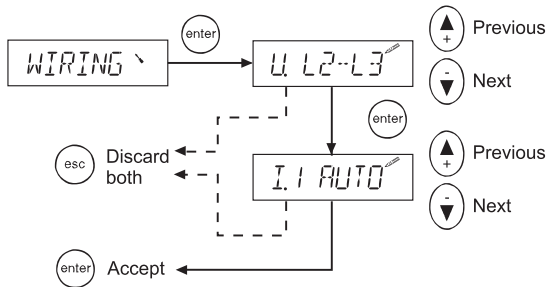 enter
Previous
WIRING
U. L2-L3
Next
enter
Previous
esc
Discard
both
I.1 AUTO
Next
enter
Accept